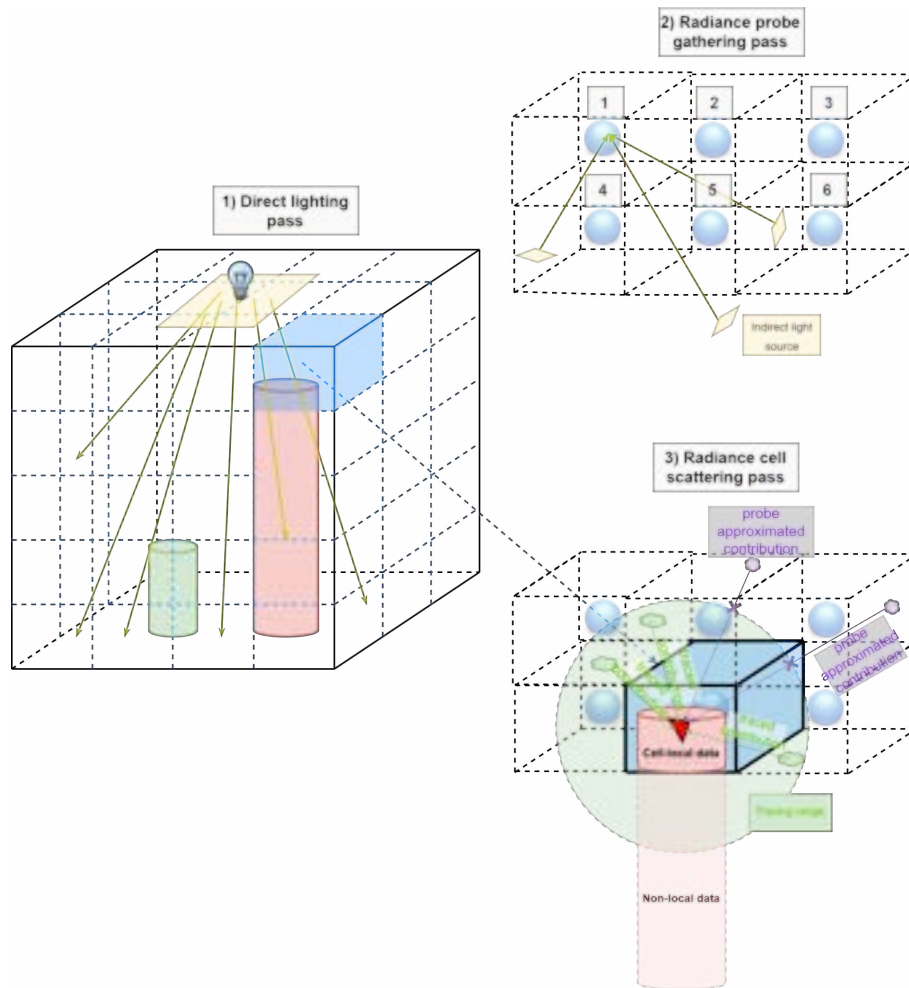 2) Radiance probe
gathering pass
1
2
3
4
5
6
1) Direct lighting
pass
Indirect light
source
3) Radiance cell
scattering pass
probe
approximated
contribution
probe
approximated
contribution
traced
Cell-local data
Tracing range
Non-local data